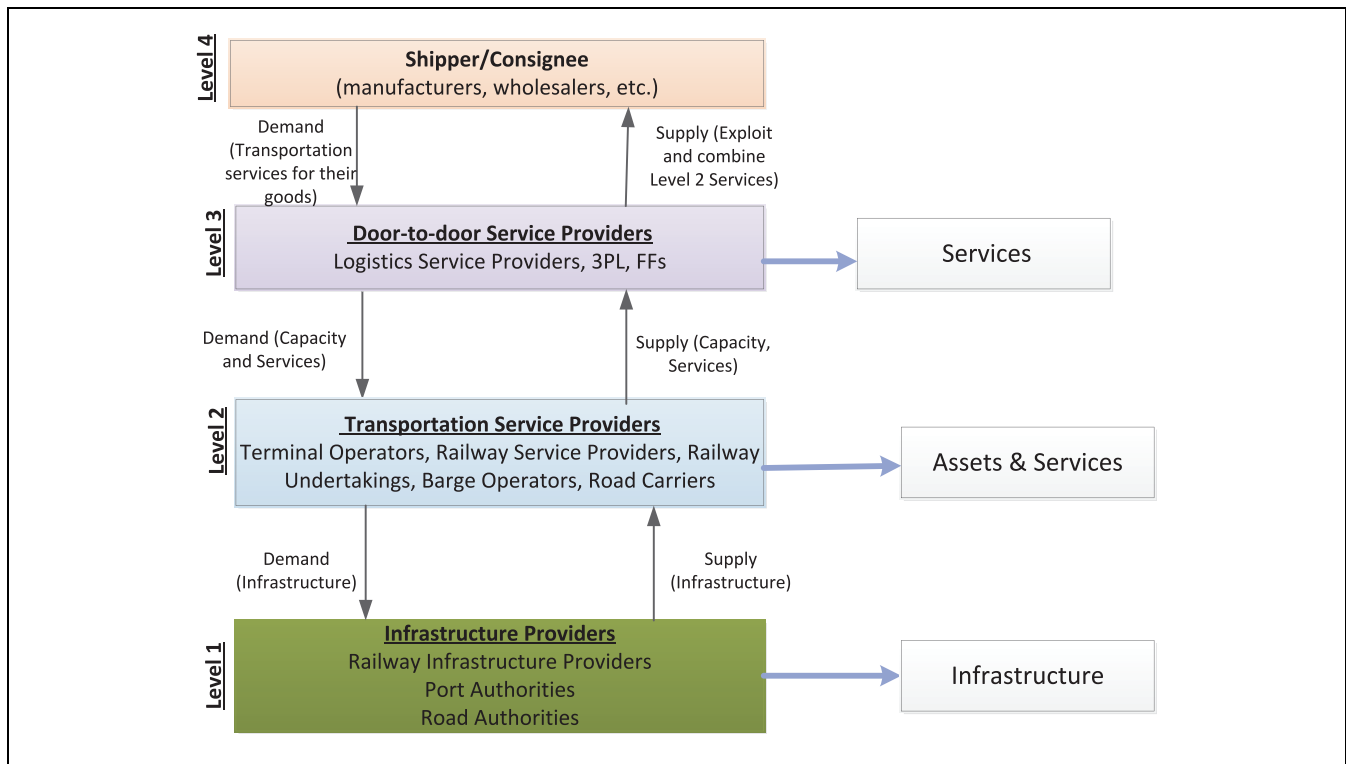 Level 4
Shipper/Consignee
(manufacturers, wholesalers, etc.)
Demand
(Transportation
services for their
goods)
Supply (Exploit
and combine
Level 2 Services)
Level 3
Door-to-door Service Providers
Logistics Service Providers, 3PL, FFs
Services
Demand (Capacity
and Services)
Supply (Capacity,
Services)
Level 2
Transportation Service Providers
Terminal Operators, Railway Service Providers, Railway
Undertakings, Barge Operators, Road Carriers
Assets & Services
Demand
(Infrastructure)
Supply
(Infrastructure)
Level 1
Infrastructure Providers
Railway Infrastructure Providers
Port Authorities
Road Authorities
Infrastructure